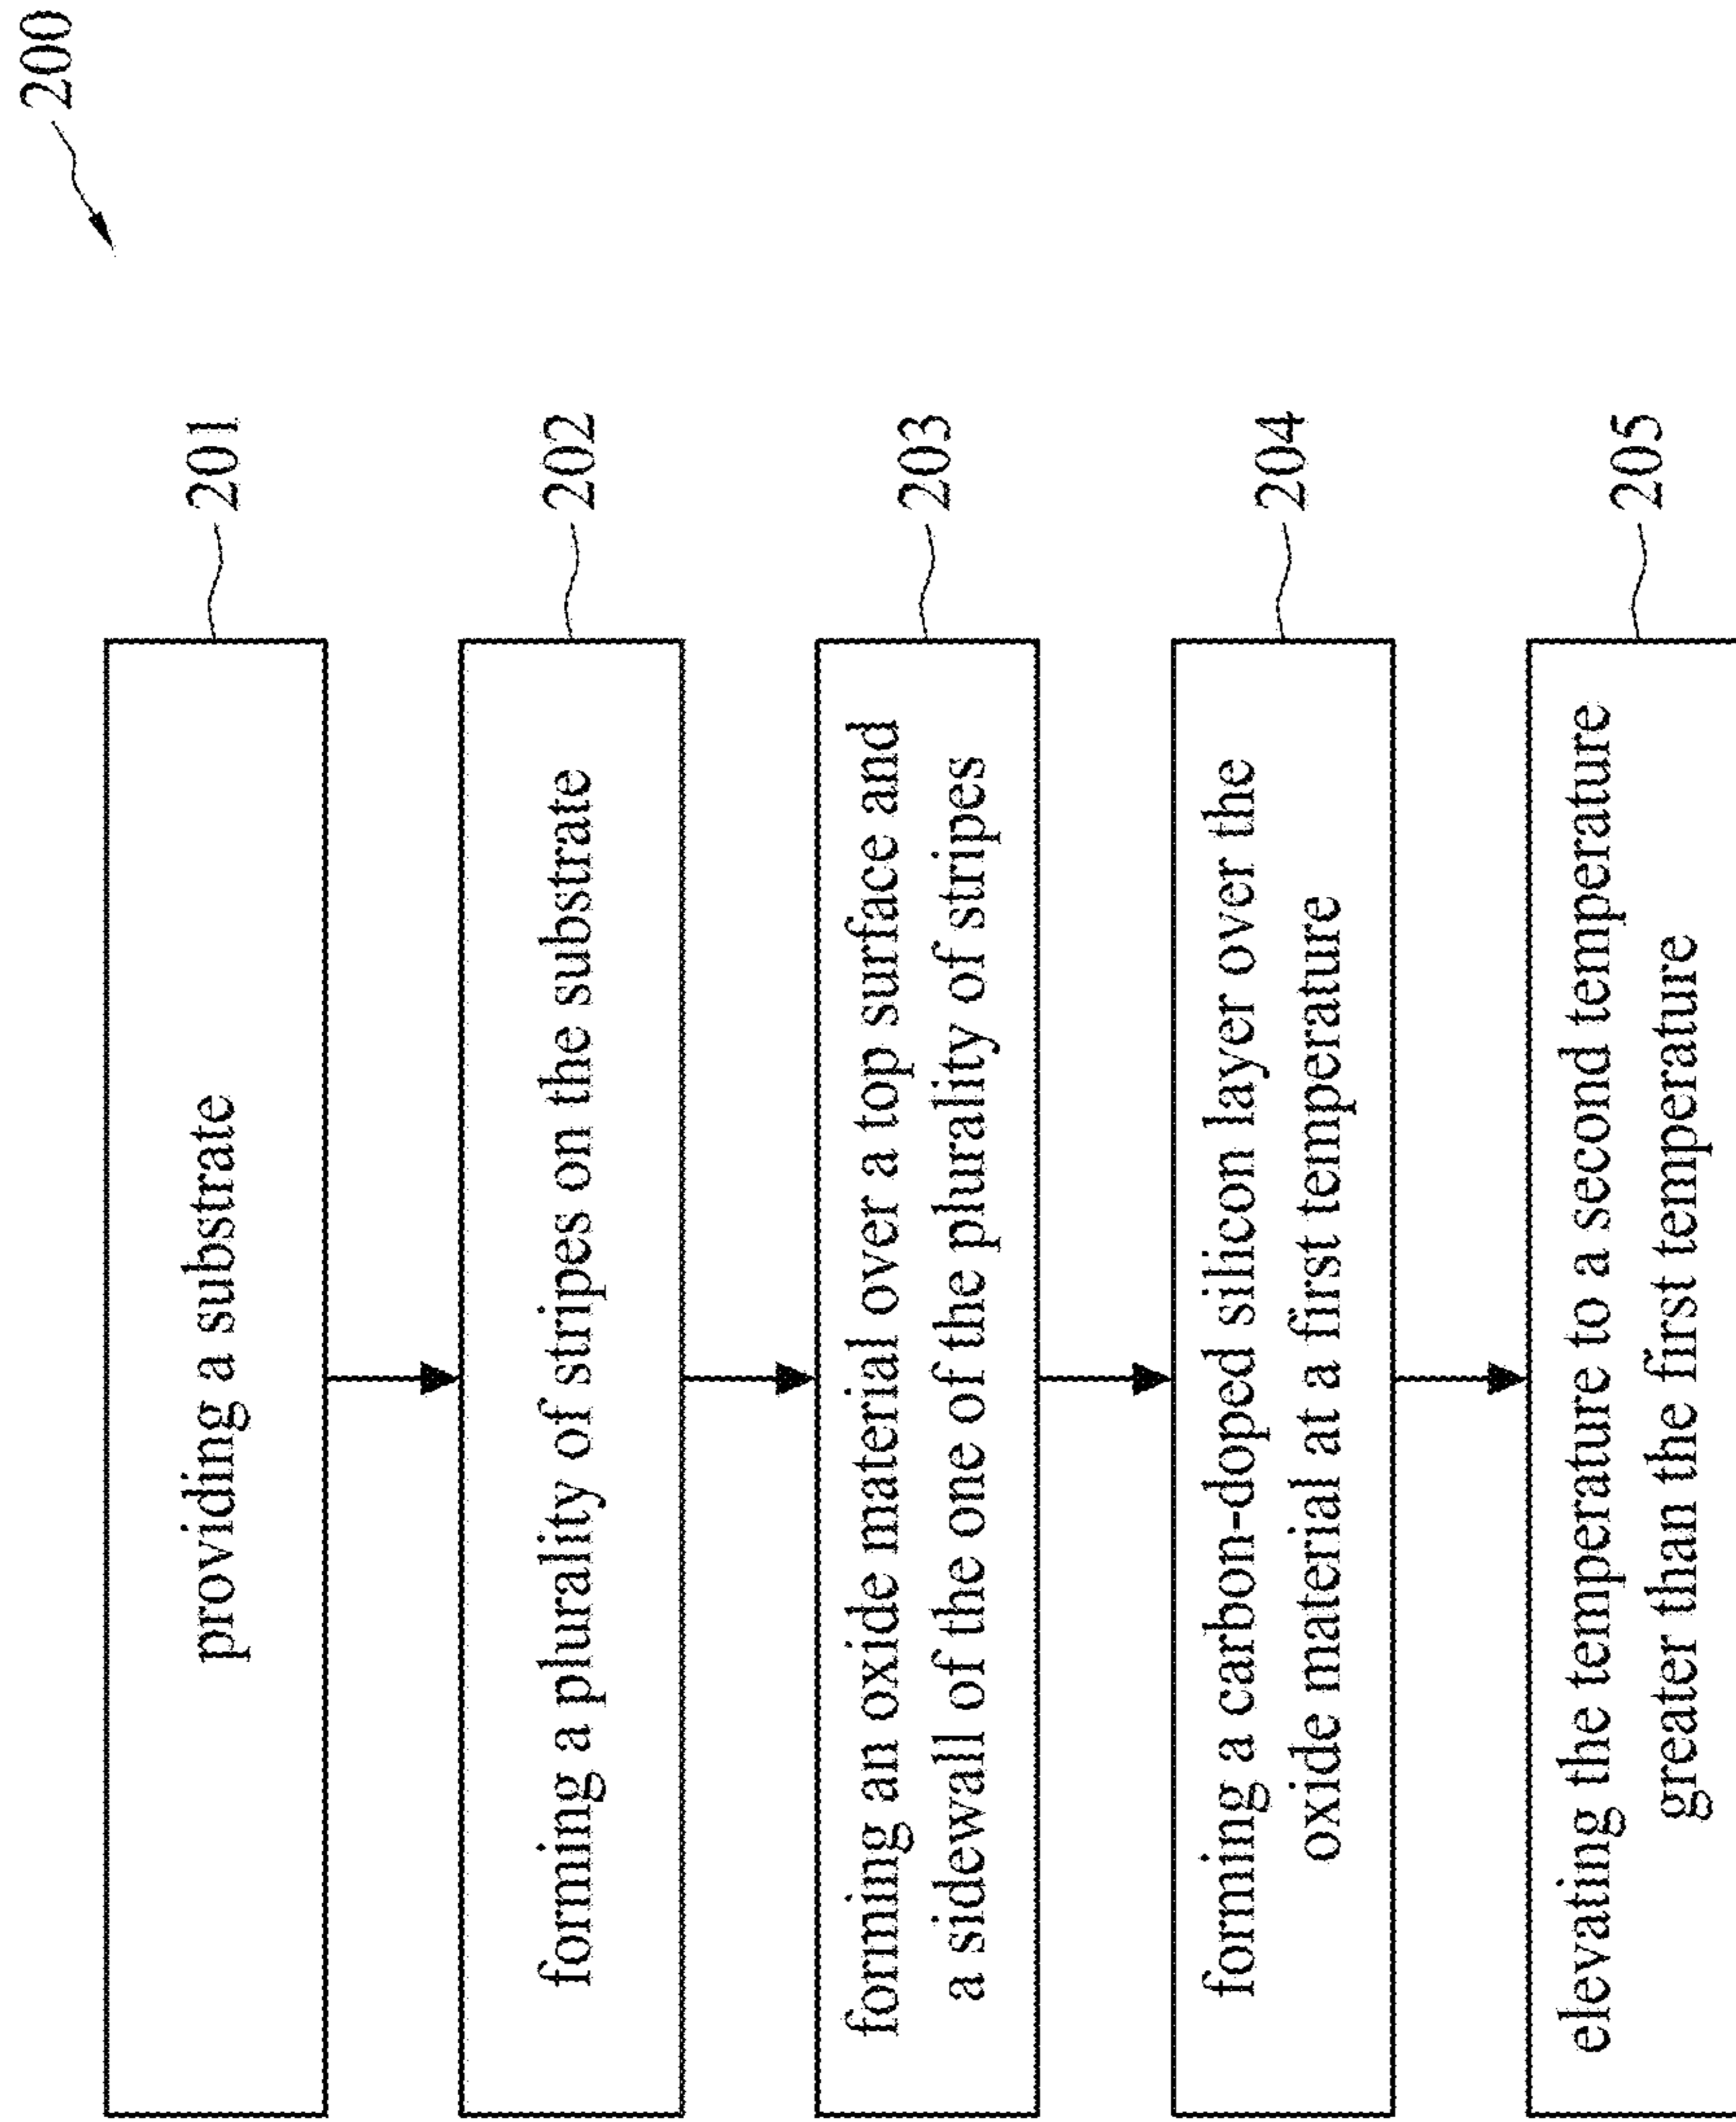 200
providing a substrate
201
forming a plurality of stripes on the substrate
202
forming an oxide material over a top surface and
a sidewall of the one of the plurality of stripes
203
forming a carbon-doped silicon layer over the
oxide material at a first temperature
204
elevating the temperature to a second temperature
greater than the first temperature
205